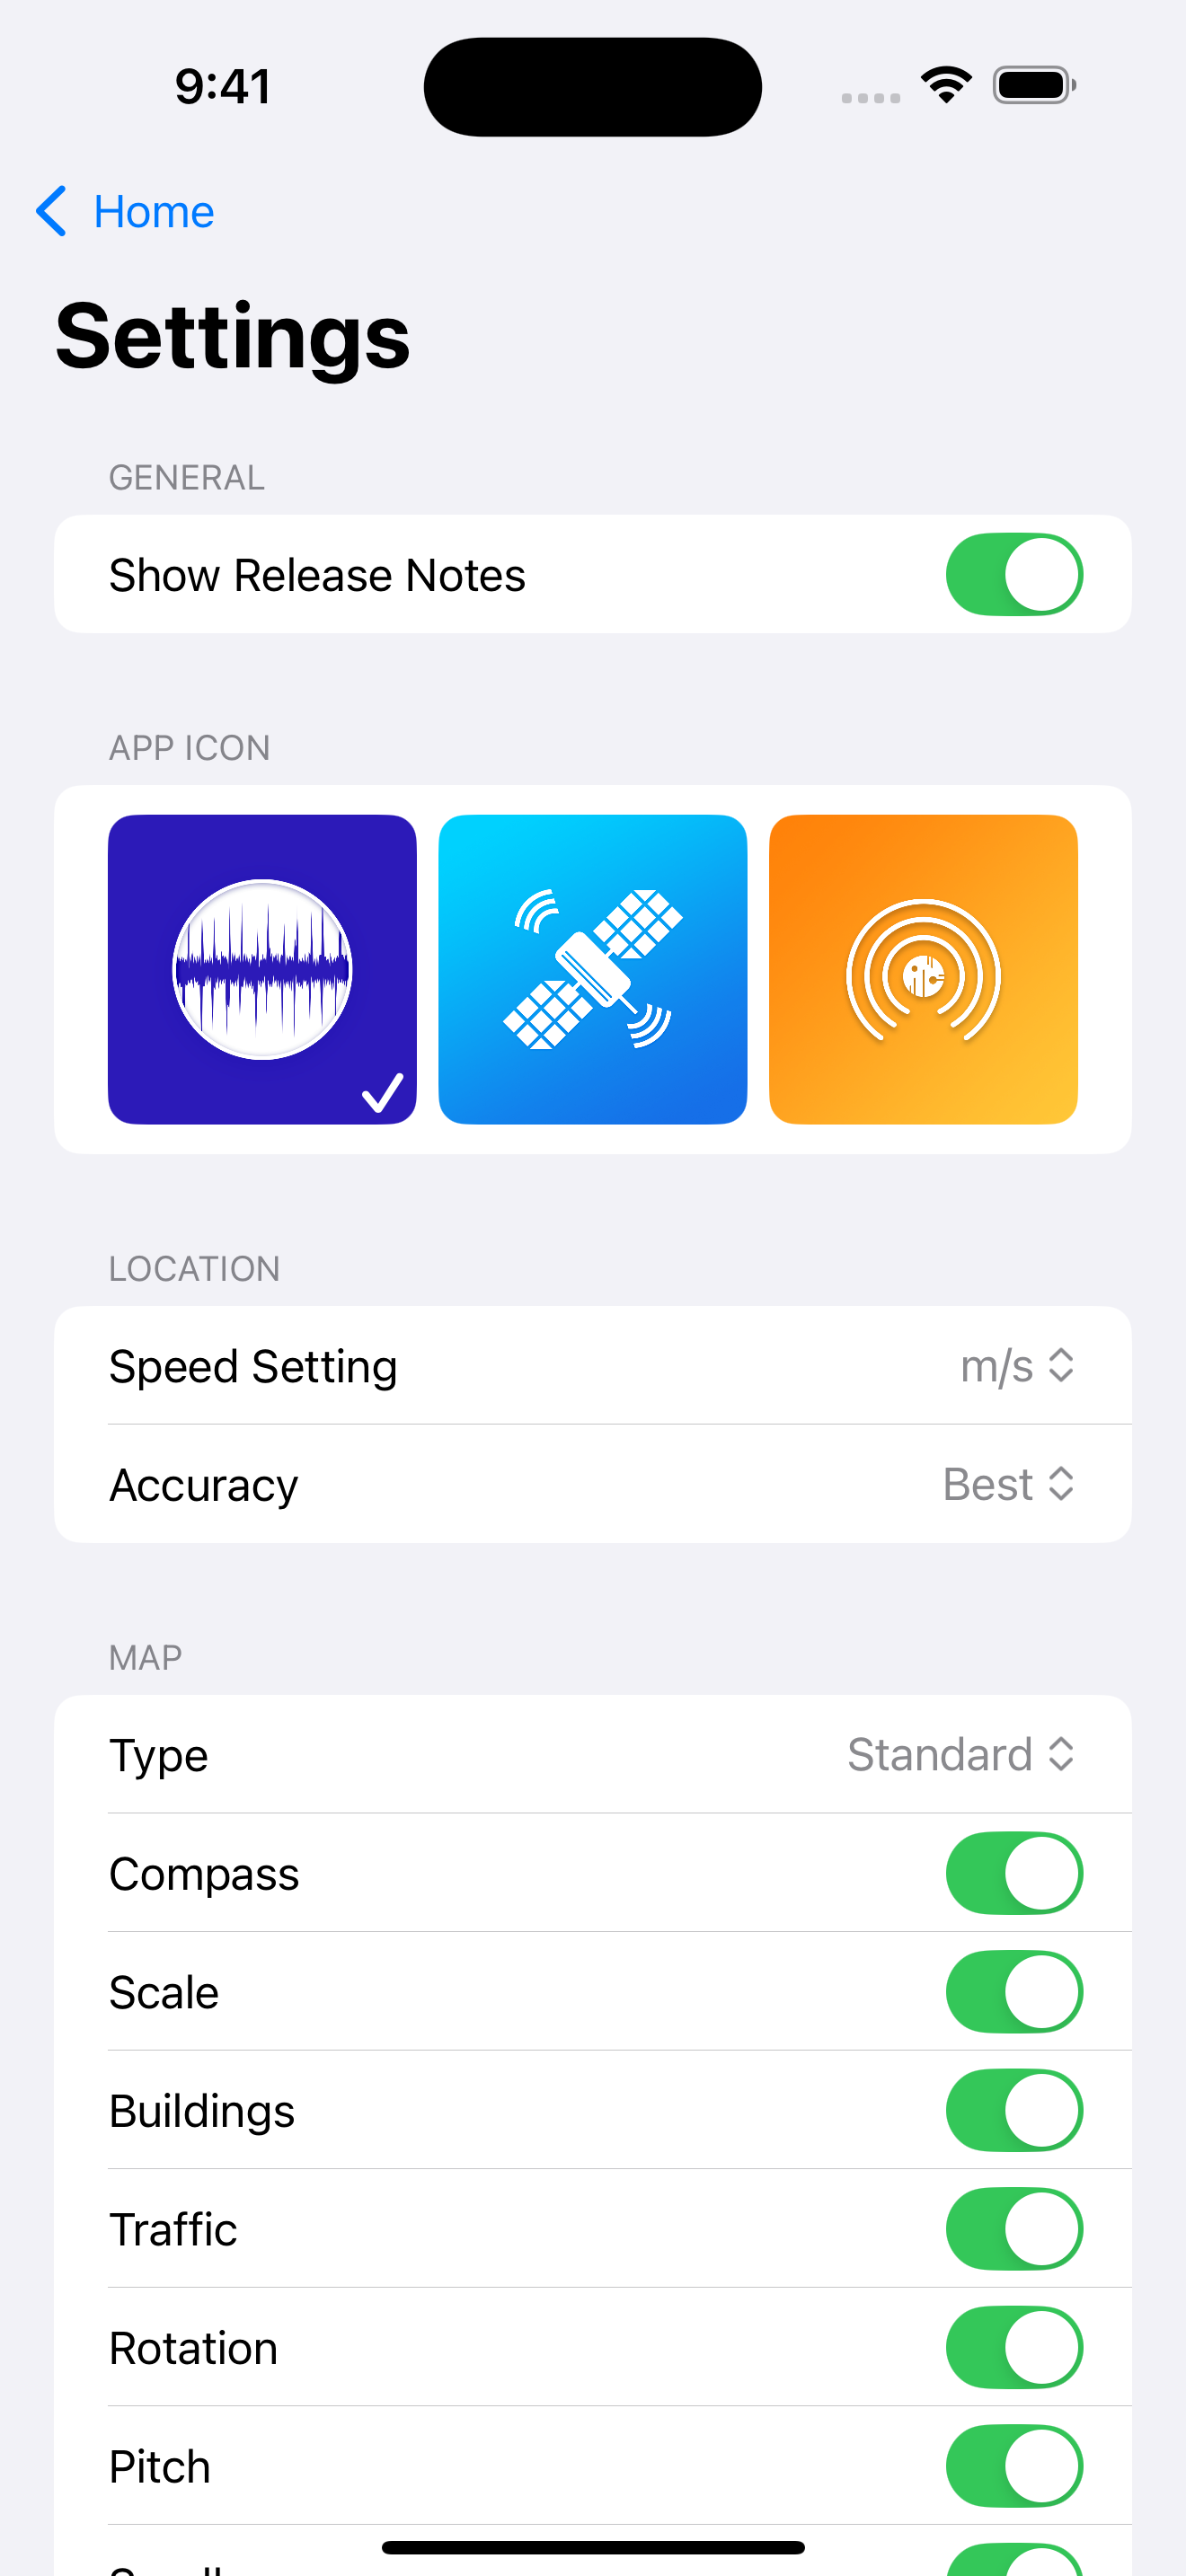 9:41
Home
Settings
GENERAL
Show Release Notes
APP ICON
LOCATION
Speed Setting m/s
Accuracy Best
MAP
Type Standard
Compass
Scale
Buildings
Traffic
Rotation
Pitch